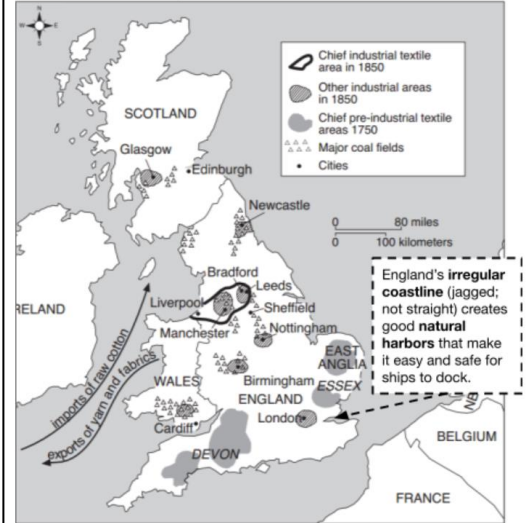 N
W
E
S
Chief industrial textile
area in 1850
Other industrial areas
in 1850
Chief pre-industrial textile
areas 1750
Major coal fields
Cities
SCOTLAND
Glasgow
Edinburgh
Newcastle
0 80 miles
0 100 kilometers
Bradford
Leeds
Liverpool
Sheffield
Manchester
Nottingham
England's irregular
coastline (jagged;
not straight) creates
good natural
harbors that make
it easy and safe for
ships to dock.
RELAND
imports of raw cotton
exports of yarn and fabrics
EAST
ANGLIA
WALES
Birmingham
ESSEX
ENGLAND
London
Cardiff
DEVON
BELGIUM
FRANCE